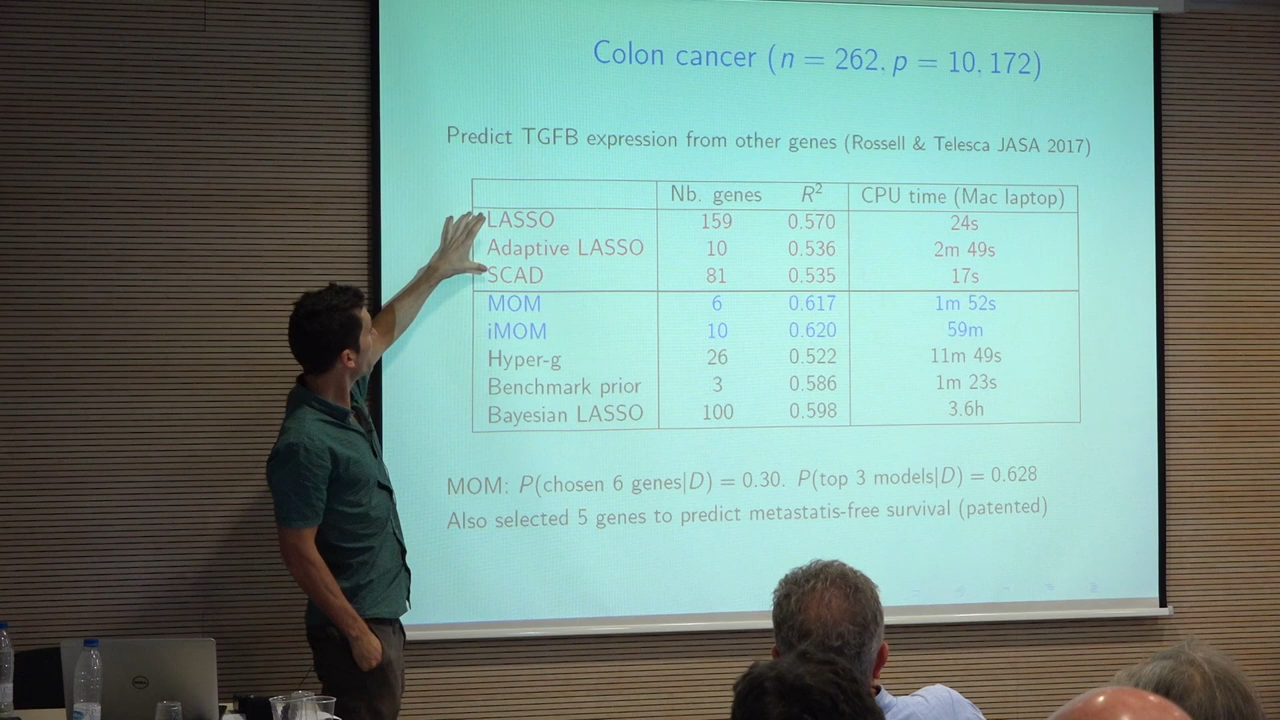 Colon cancer (n = 262, p = 10, 172)
Predict TGFB expression from other genes (Rossell & Telesca JASA 2017)
Nb. genes R² CPU time (Mac laptop)
LASSO 159 0.570 24s
Adaptive LASSO 10 0.536 2m 49s
SCAD 81 0.535 17s
MOM 6 0.617 1m 52s
iMOM 10 0.620 59m
Hyper-g 26 0.522 11m 49s
Benchmark prior 3 0.586 1m 23s
Bayesian LASSO 100 0.598 3.6h
MOM: P(chosen 6 genes|D) = 0.30. P(top 3 models|D) = 0.628
Also selected 5 genes to predict metastatis-free survival (patented)
DELL